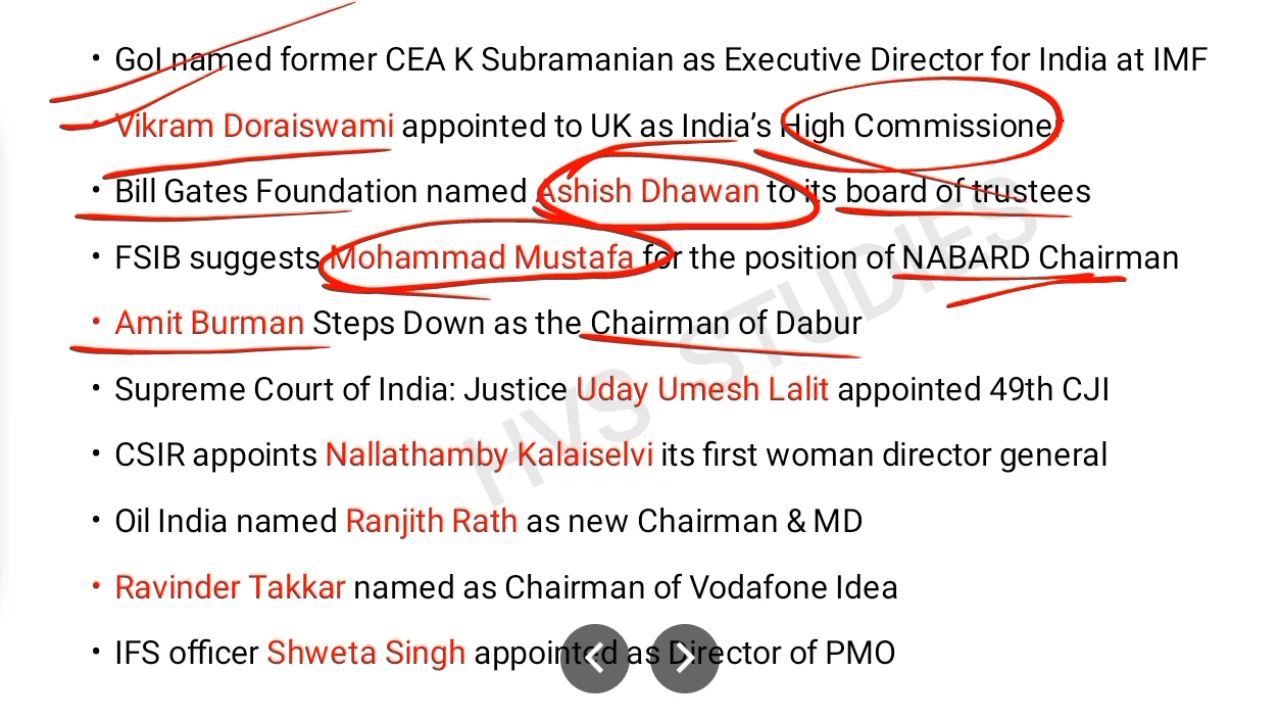 • GoI named former CEA K Subramanian as Executive Director for India at IMF
• Vikram Doraiswami appointed to UK as India’s High Commissioner
• Bill Gates Foundation named Ashish Dhawan to its board of trustees
• FSIB suggests Mohammad Mustafa for the position of NABARD Chairman
• Amit Burman Steps Down as the Chairman of Dabur
• Supreme Court of India: Justice Uday Umesh Lalit appointed 49th CJI
• CSIR appoints Nallathamby Kalaiselvi its first woman director general
• Oil India named Ranjith Rath as new Chairman & MD
• Ravinder Takkar named as Chairman of Vodafone Idea
• IFS officer Shweta Singh appointed as Director of PMO
HVS STUDIES